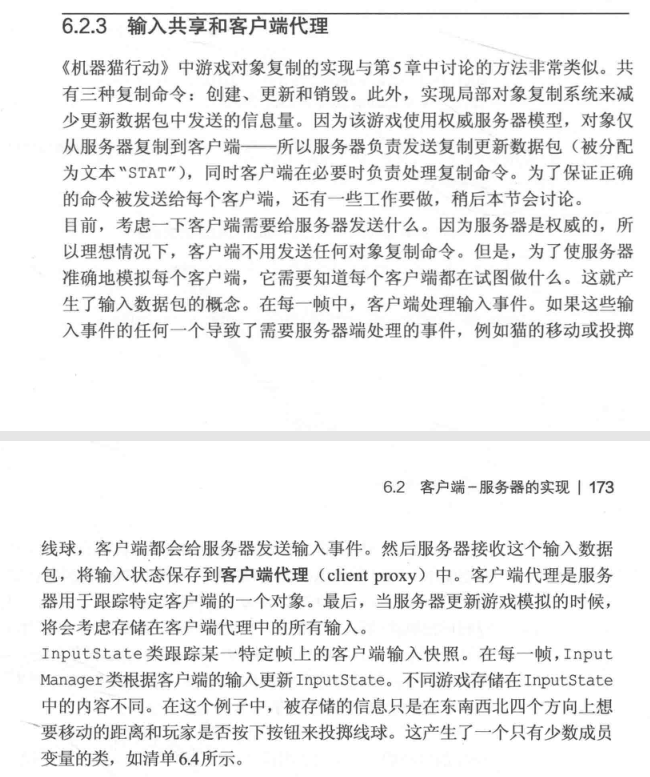 6.2.3 输入共享和客户端代理
《机器猫行动》中游戏对象复制的实现与第5章中讨论的方法非常类似。共
有三种复制命令：创建、更新和销毁。此外，实现局部对象复制系统来减
少更新数据包中发送的信息量。因为该游戏使用权威服务器模型，对象仅
从服务器复制到客户端——所以服务器负责发送复制更新数据包（被分配
为文本“STAT”），同时客户端在必要时负责处理复制命令。为了保证正确
的命令被发送给每个客户端，还有一些工作要做，稍后本节会讨论。
目前，考虑一下客户端需要给服务器发送什么。因为服务器是权威的，所
以理想情况下，客户端不用发送任何对象复制命令。但是，为了使服务器
准确地模拟每个客户端，它需要知道每个客户端都在试图做什么。这就产
生了输入数据包的概念。在每一帧中，客户端处理输入事件。如果这些输
入事件的任何一个导致了需要服务器端处理的事件，例如猫的移动或投掷
6.2 客户端–服务器的实现 | 173
线球，客户端都会给服务器发送输入事件。然后服务器接收这个输入数据
包，将输入状态保存到客户端代理（client proxy）中。客户端代理是服务
器用于跟踪特定客户端的一个对象。最后，当服务器更新游戏模拟的时候，
将会考虑存储在客户端代理中的所有输入。
InputState类跟踪某一特定帧上的客户端输入快照。在每一帧，Input
Manager类根据客户端的输入更新InputState。不同游戏存储在InputState
中的内容不同。在这个例子中，被存储的信息只是在东南西北四个方向上想
要移动的距离和玩家是否按下按钮来投掷线球。这产生了一个只有少数成员
变量的类，如清单6.4所示。